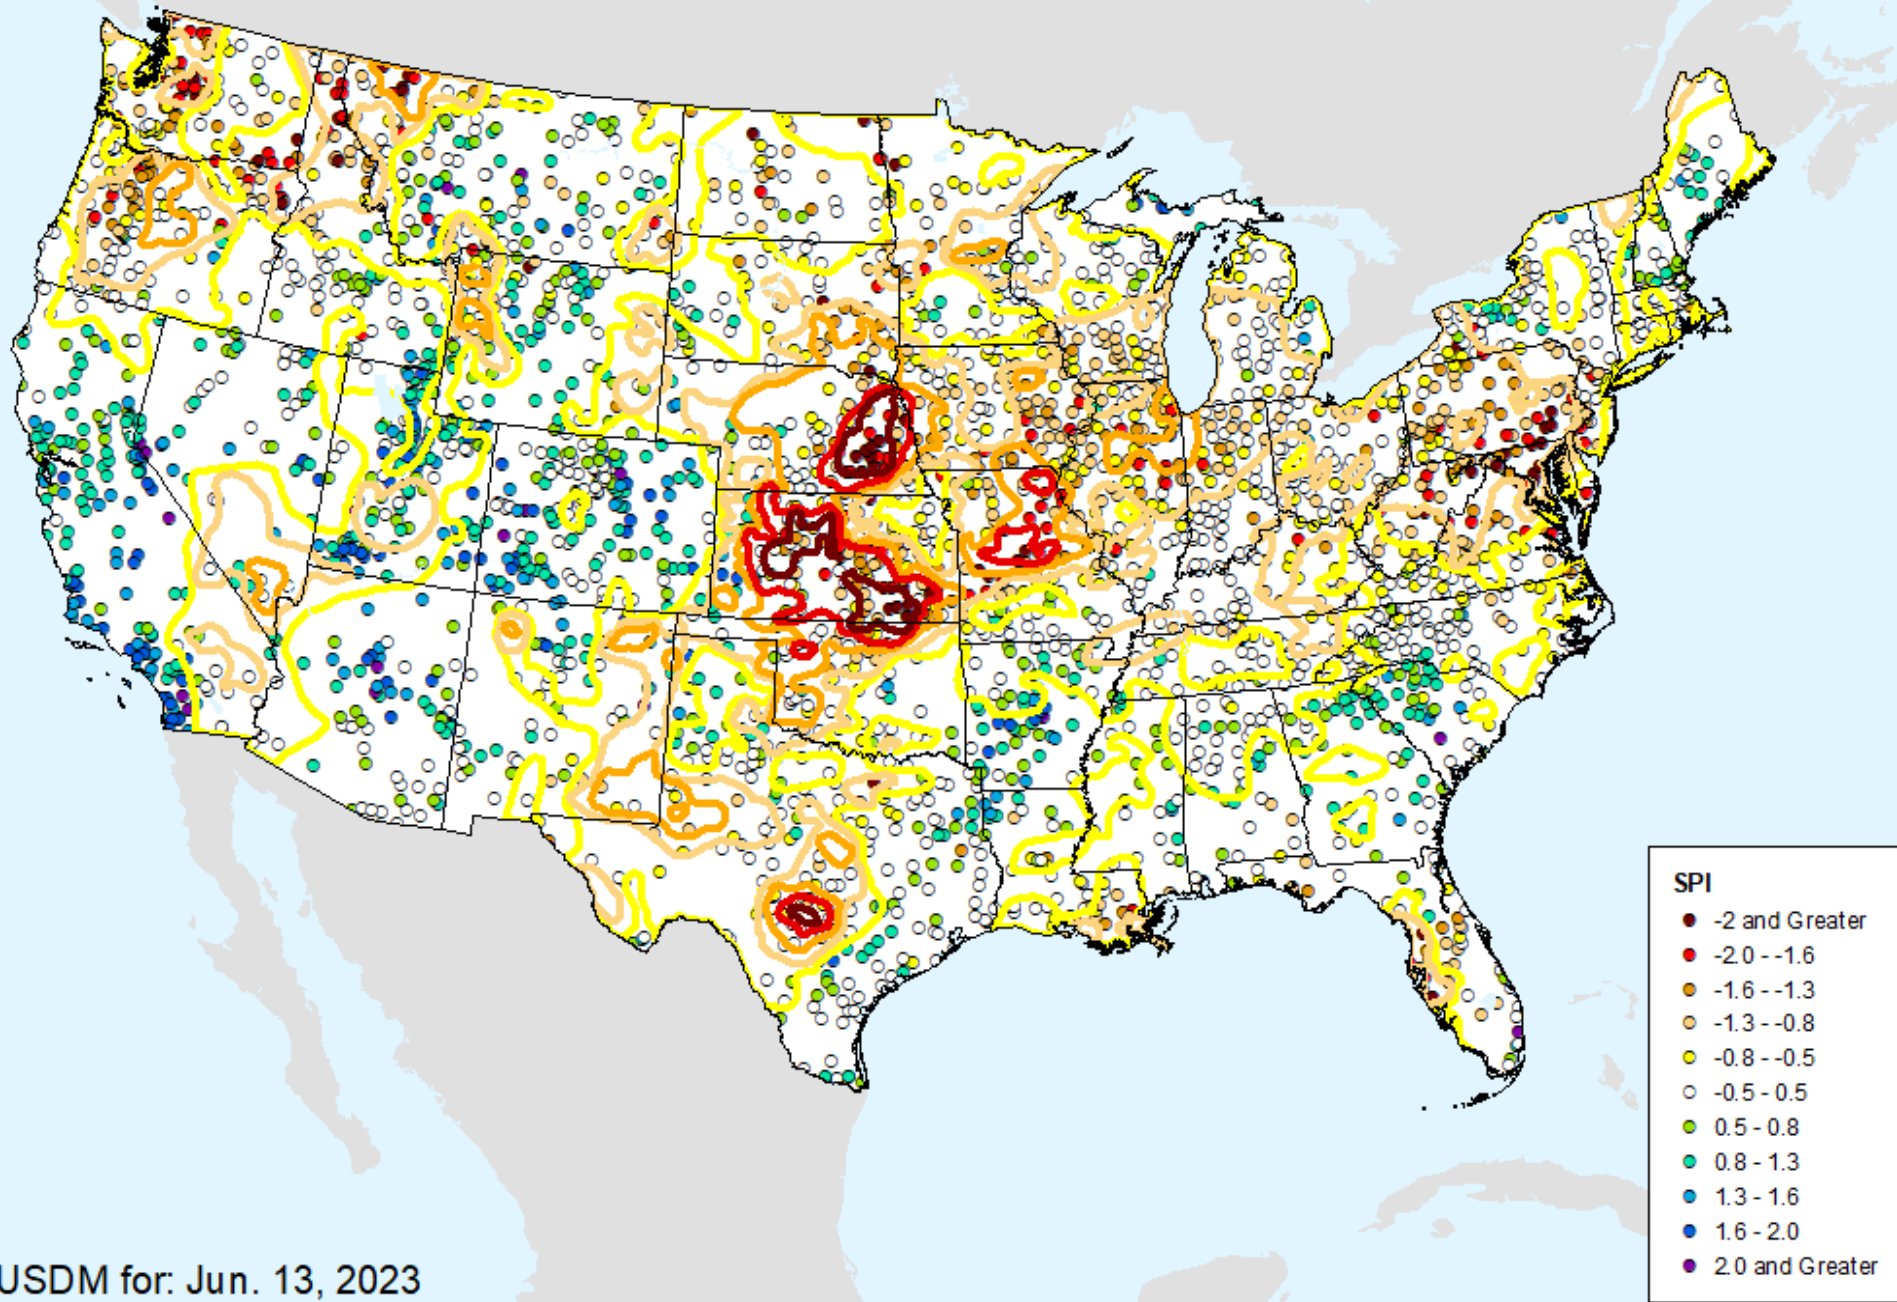 SPI
-2 and Greater
-2.0 - -1.6
-1.6 - -1.3
-1.3 - -0.8
-0.8 - -0.5
-0.5 - 0.5
0.5 - 0.8
0.8 - 1.3
1.3 - 1.6
1.6 - 2.0
2.0 and Greater
USDM for: Jun. 13, 2023